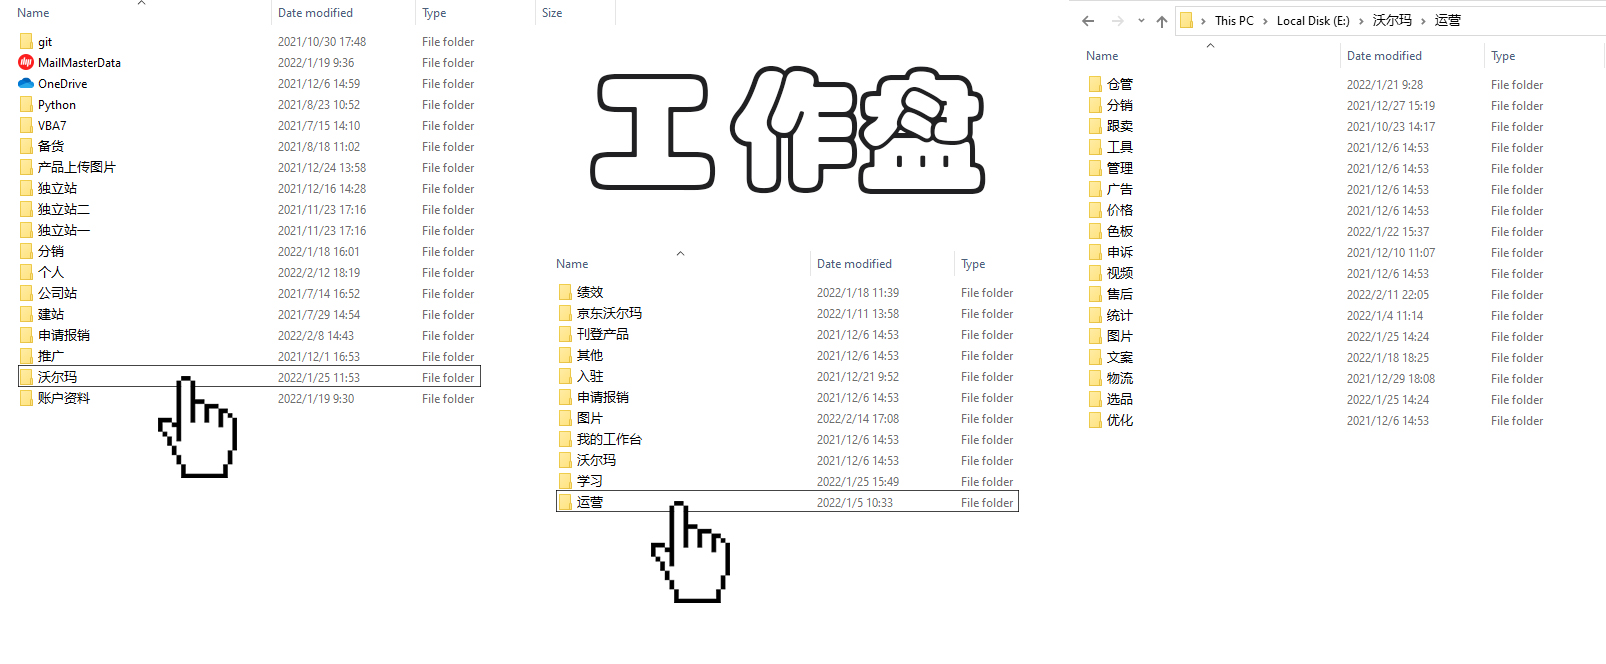 Name Date modified Type Size
git 2021/10/30 17:48 File folder
MailMasterData 2022/1/19 9:36 File folder
OneDrive 2021/12/6 14:59 File folder
Python 2021/8/23 10:52 File folder
VBA7 2021/7/15 14:10 File folder
备货 2021/8/18 11:02 File folder
产品上传图片 2021/12/24 13:58 File folder
独立站 2021/12/16 14:28 File folder
独立站二 2021/11/23 17:16 File folder
独立站一 2021/11/23 17:16 File folder
分销 2022/1/18 16:01 File folder
个人 2022/2/12 18:19 File folder
公司站 2021/7/14 16:52 File folder
建站 2021/7/29 14:54 File folder
申请报销 2022/2/8 14:43 File folder
推广 2021/12/1 16:53 File folder
沃尔玛 2022/1/25 11:53 File folder
账户资料 2022/1/19 9:30 File folder
工作盘
Name Date modified Type
绩效 2022/1/18 11:39 File folder
京东沃尔玛 2022/1/11 13:58 File folder
刊登产品 2021/12/6 14:53 File folder
其他 2021/12/6 14:53 File folder
入驻 2021/12/21 9:52 File folder
申请报销 2021/12/6 14:53 File folder
图片 2022/2/14 17:08 File folder
我的工作台 2021/12/6 14:53 File folder
沃尔玛 2021/12/6 14:53 File folder
学习 2022/1/25 15:49 File folder
运营 2022/1/5 10:33 File folder
This PC > Local Disk (E:) > 沃尔玛 > 运营 >
Name Date modified Type
仓管 2022/1/21 9:28 File folder
分销 2021/12/27 15:19 File folder
跟卖 2021/10/23 14:17 File folder
工具 2021/12/6 14:53 File folder
管理 2021/12/6 14:53 File folder
广告 2021/12/6 14:53 File folder
价格 2021/12/6 14:53 File folder
色板 2022/1/22 15:37 File folder
申诉 2021/12/10 11:07 File folder
视频 2021/12/6 14:53 File folder
售后 2022/2/11 22:05 File folder
统计 2022/1/4 11:14 File folder
图片 2022/1/25 14:24 File folder
文案 2022/1/18 18:25 File folder
物流 2021/12/29 18:08 File folder
选品 2022/1/25 14:24 File folder
优化 2021/12/6 14:53 File folder